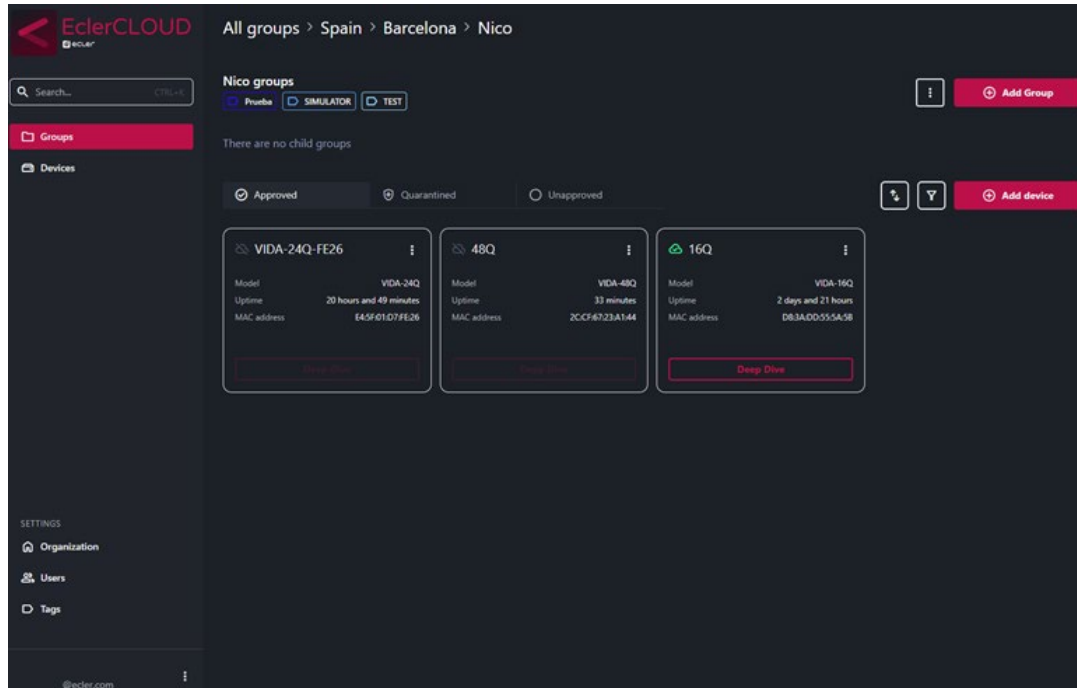 EclerCLOUD
ecler
Search...
CTRL+K
Groups
Devices
SETTINGS
Organization
Users
Tags
@ecler.com
All groups > Spain > Barcelona > Nico
Nico groups
Prueba SIMULATOR TEST
Add Group
There are no child groups
Approved Quarantined Unapproved
Add device
VIDA-24Q-FE26
Model VIDA-24Q
Uptime 20 hours and 49 minutes
MAC address E4:5F:01:D7:FE:26
Deep Dive
48Q
Model VIDA-48Q
Uptime 33 minutes
MAC address 2C:CF:67:23:A1:44
Deep Dive
16Q
Model VIDA-16Q
Uptime 2 days and 21 hours
MAC address D8:3A:DD:55:5A:5B
Deep Dive